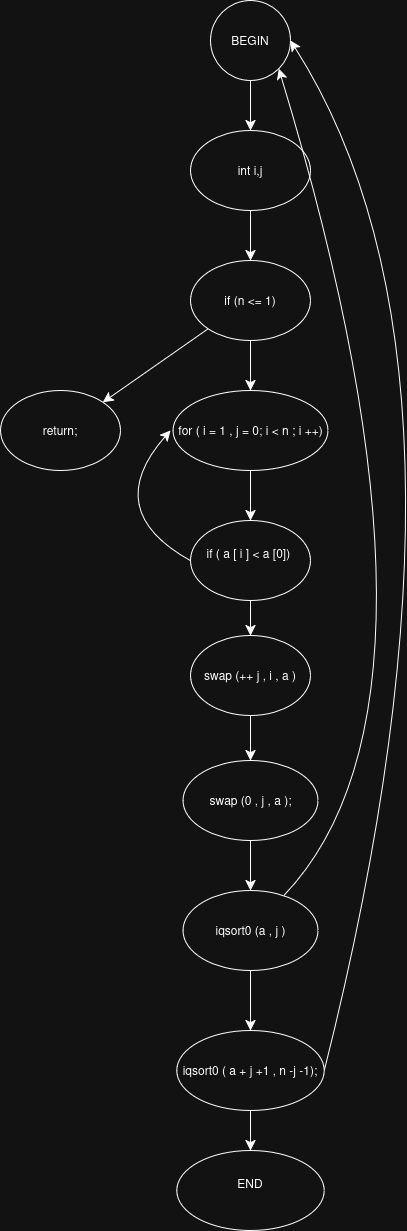 BEGIN
int i,j
if (n <= 1)
return;
for ( i = 1 , j = 0; i < n ; i ++)
if ( a [ i ] < a [0])
swap (++ j , i , a )
swap (0 , j , a );
iqsort0 (a , j )
iqsort0 ( a + j +1 , n -j -1);
END